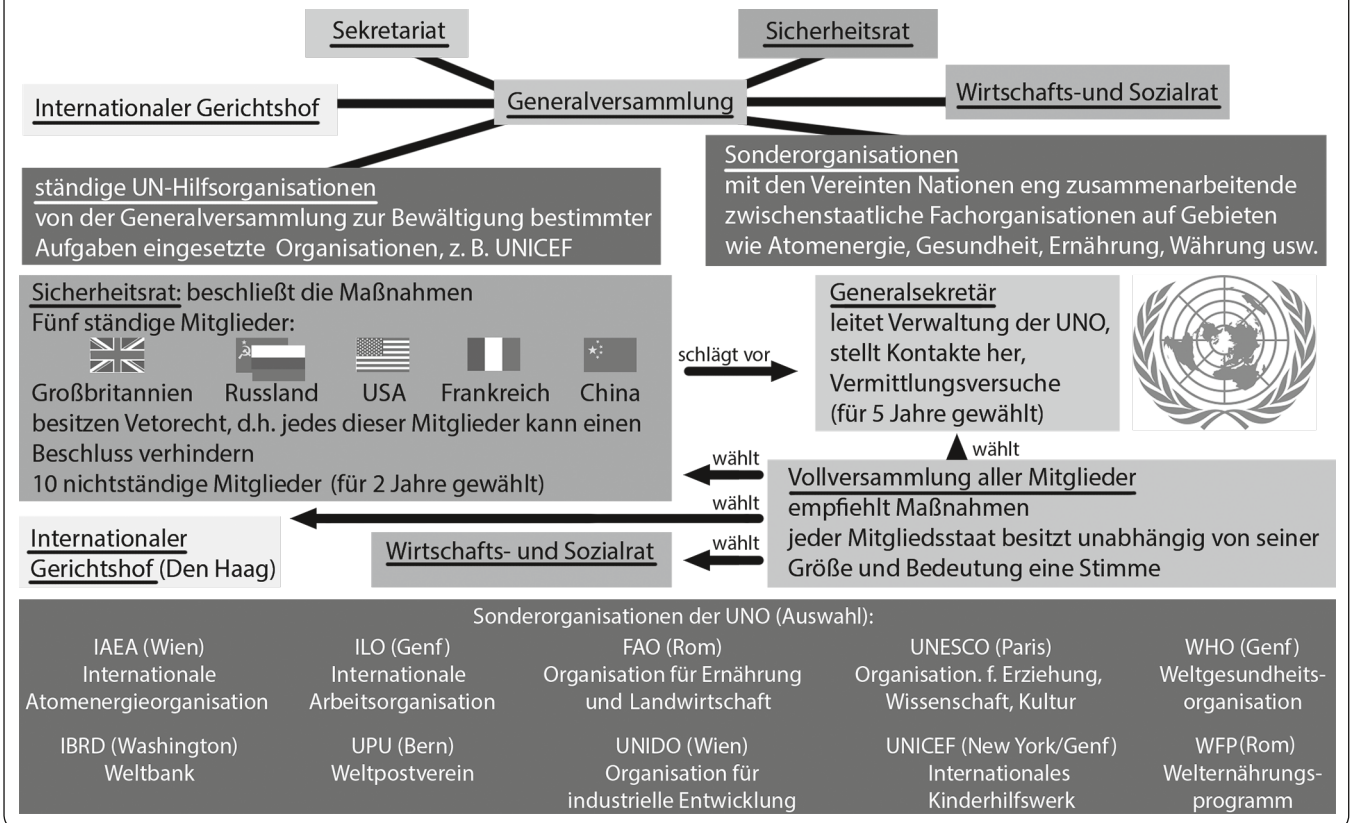 Sekretariat
Sicherheitsrat
Internationaler Gerichtshof
Generalversammlung
Wirtschafts-und Sozialrat
ständige UN-Hilfsorganisationen
von der Generalversammlung zur Bewältigung bestimmter
Aufgaben eingesetzte Organisationen, z. B. UNICEF
Sonderorganisationen
mit den Vereinten Nationen eng zusammenarbeitende
zwischenstaatliche Fachorganisationen auf Gebieten
wie Atomenergie, Gesundheit, Ernährung, Währung usw.
Sicherheitsrat: beschließt die Maßnahmen
Fünf ständige Mitglieder:
Großbritannien
Russland
USA
Frankreich
China
besitzen Vetorecht, d.h. jedes dieser Mitglieder kann einen
Beschluss verhindern
10 nichtständige Mitglieder (für 2 Jahre gewählt)
schlägt vor
Generalsekretär
leitet Verwaltung der UNO,
stellt Kontakte her,
Vermittlungsversuche
(für 5 Jahre gewählt)
wählt
wählt
wählt
wählt
Vollversammlung aller Mitglieder
empfiehlt Maßnahmen
jeder Mitgliedsstaat besitzt unabhängig von seiner
Größe und Bedeutung eine Stimme
Internationaler
Gerichtshof (Den Haag)
Wirtschafts- und Sozialrat
Sonderorganisationen der UNO (Auswahl):
IAEA (Wien)
Internationale
Atomenergieorganisation
ILO (Genf)
Internationale
Arbeitsorganisation
FAO (Rom)
Organisation für Ernährung
und Landwirtschaft
UNESCO (Paris)
Organisation. f. Erziehung,
Wissenschaft, Kultur
WHO (Genf)
Weltgesundheits-
organisation
IBRD (Washington)
Weltbank
UPU (Bern)
Weltpostverein
UNIDO (Wien)
Organisation für
industrielle Entwicklung
UNICEF (New York/Genf)
Internationales
Kinderhilfswerk
WFP(Rom)
Welternährungs-
programm